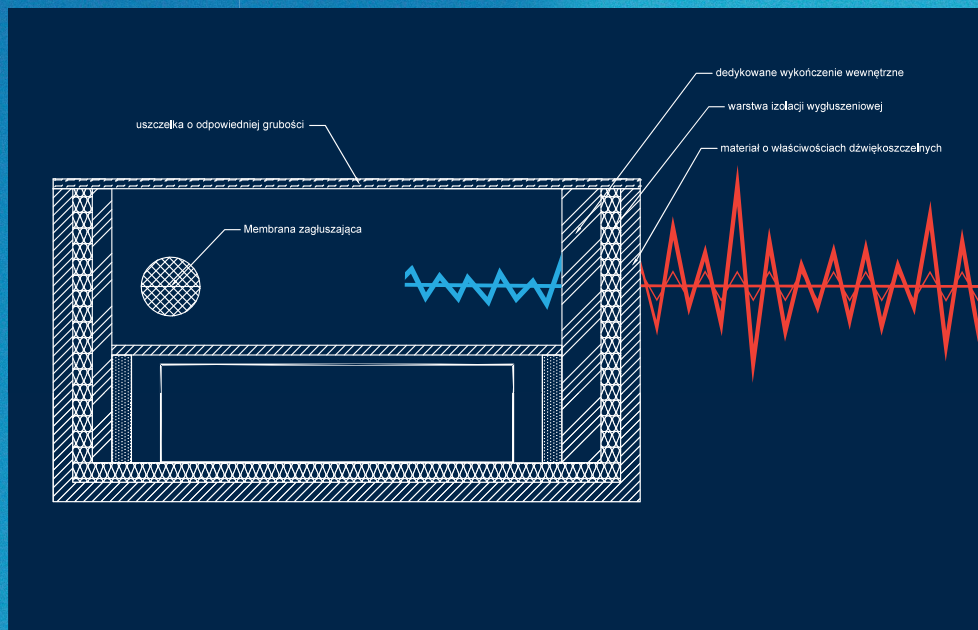 dedykowane wykończenie wewnętrzne
warstwa izolacji wygłuszeniowej
uszczelka o odpowiedniej grubości
materiał o właściwościach dźwiękoszczelnych
Membrana zagłuszająca